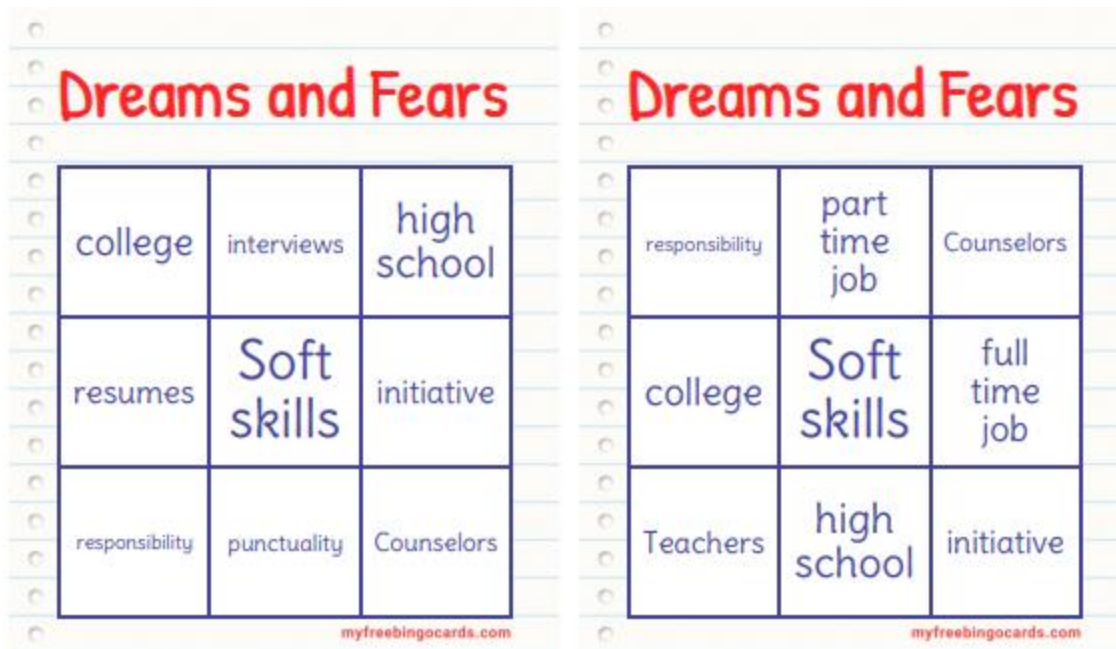 Dreams and Fears
college
interviews
high
school
resumes
Soft
skills
initiative
responsibility
punctuality
Counselors
myfreebingocards.com
Dreams and Fears
responsibility
part
time
job
Counselors
college
Soft
skills
full
time
job
Teachers
high
school
initiative
myfreebingocards.com